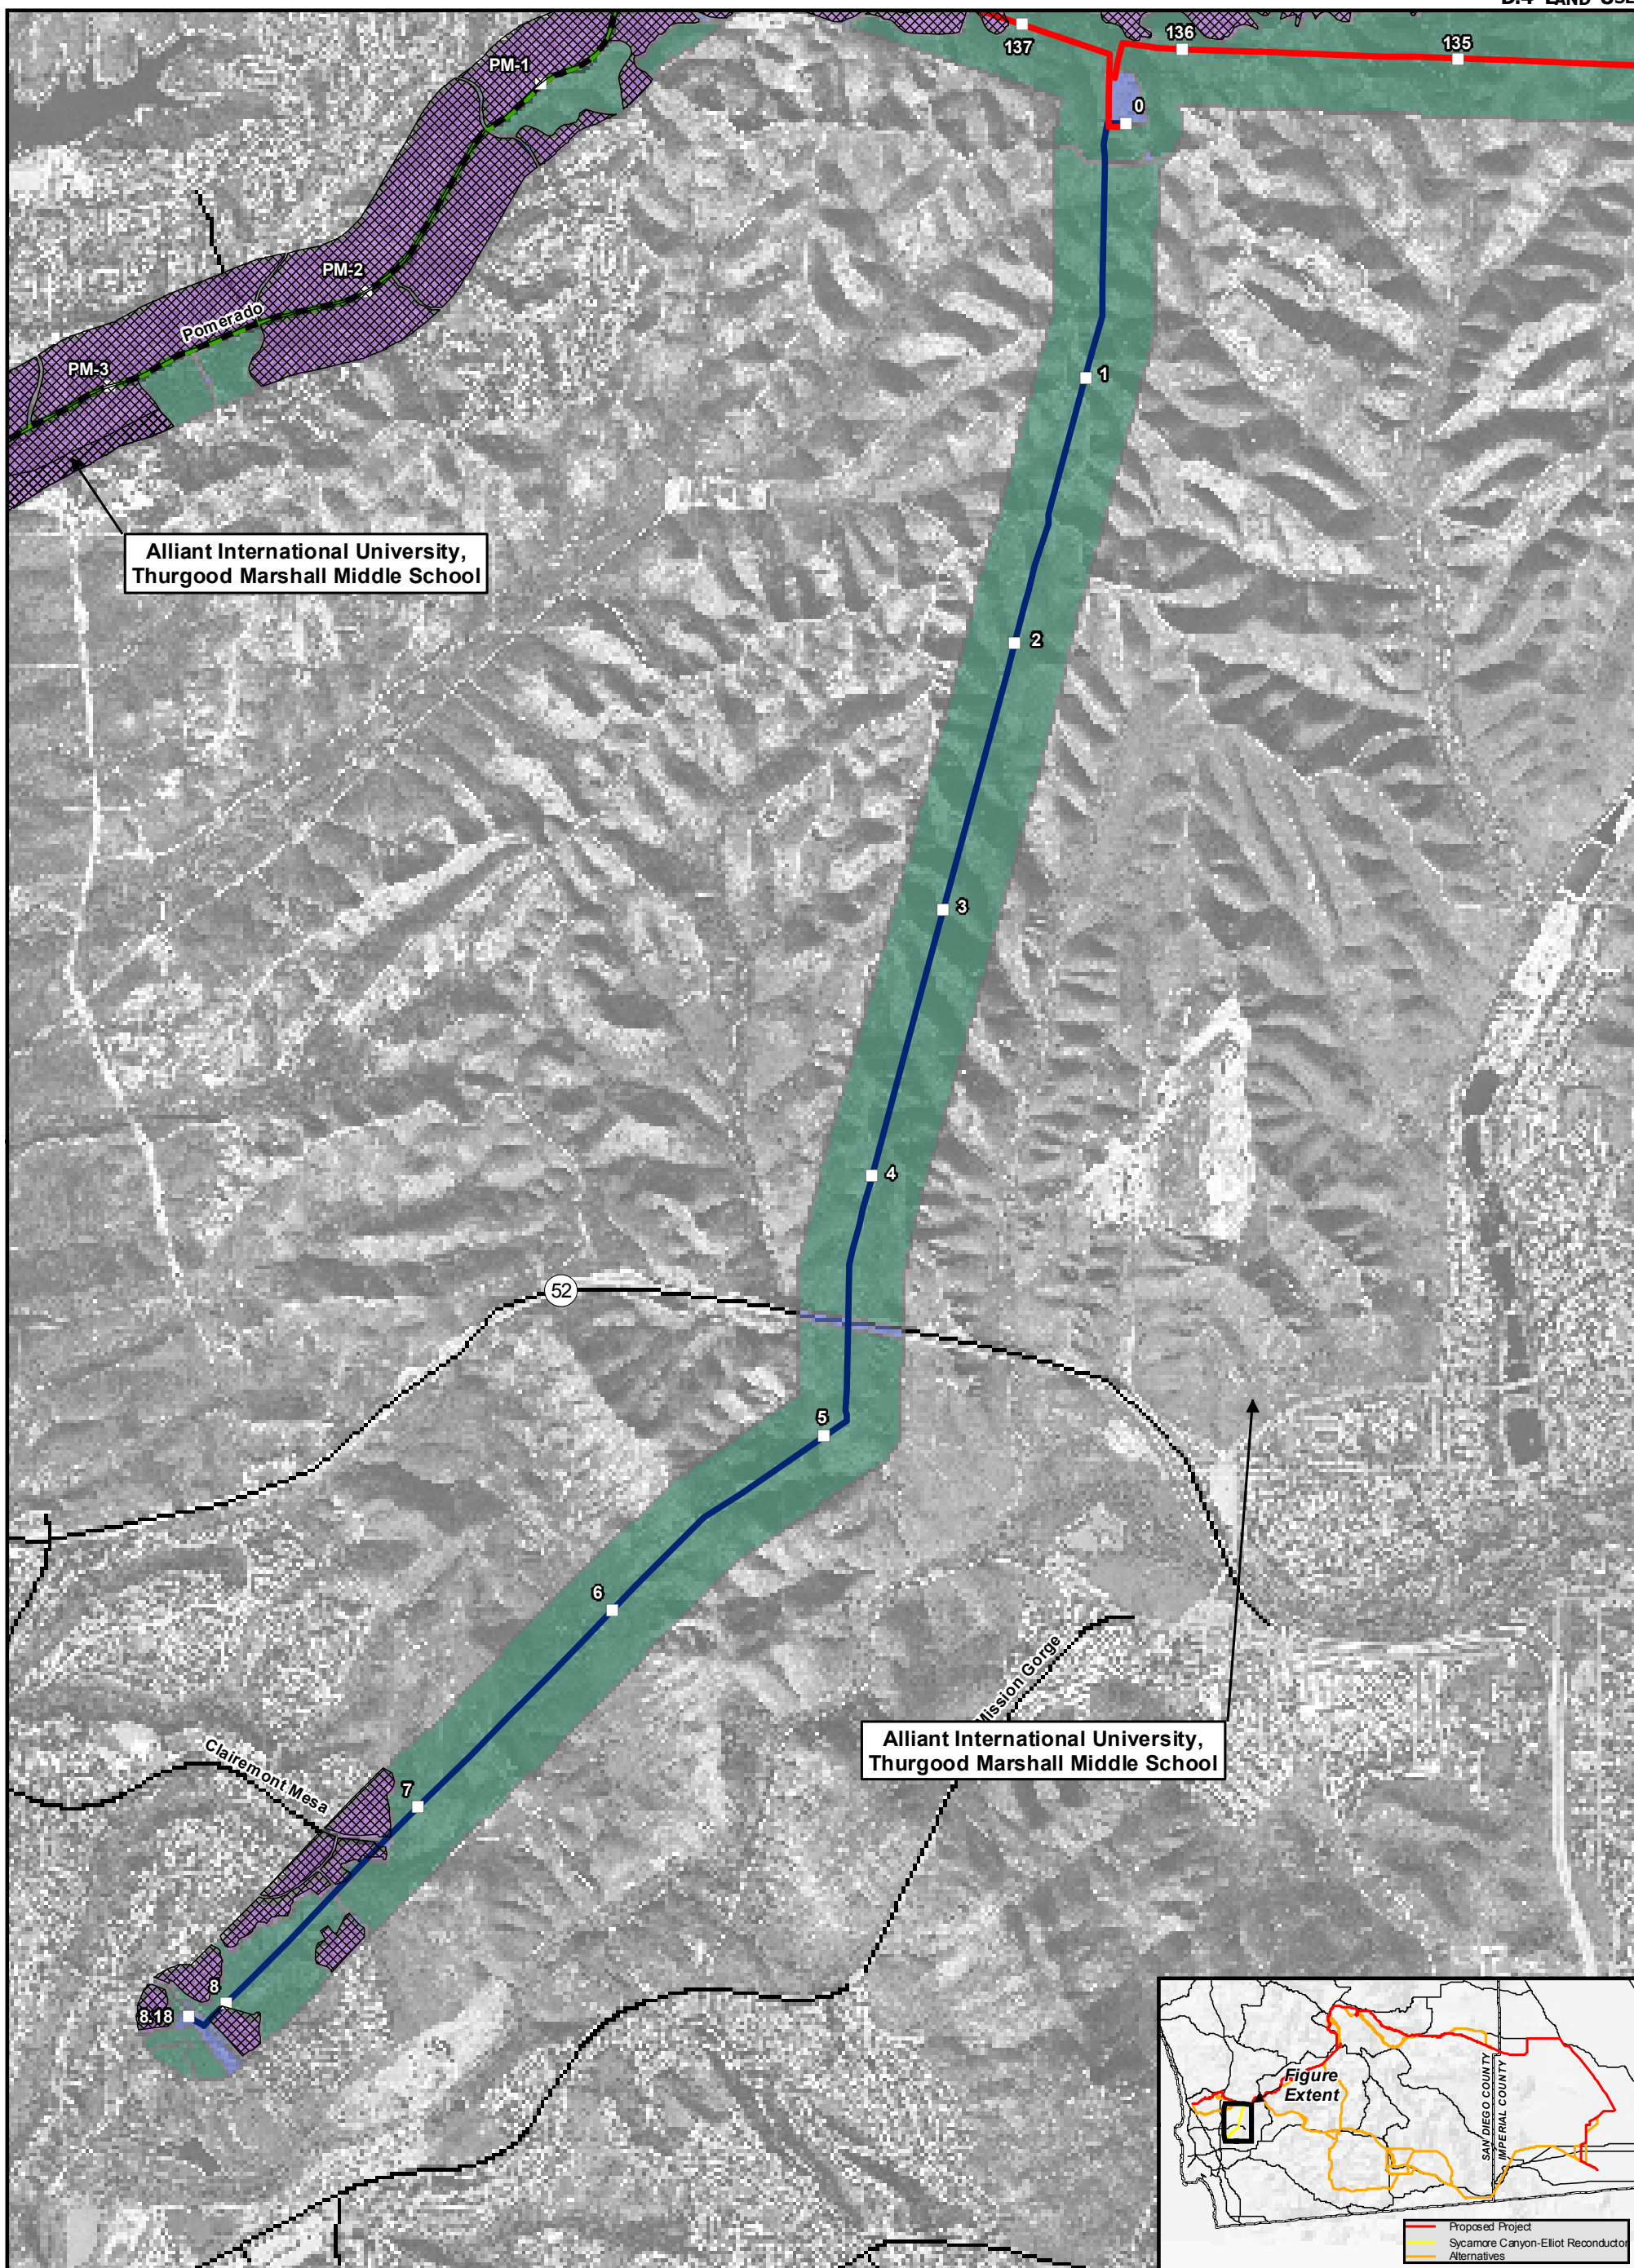 D.4 LAND USE
137
136
135
0
PM-1
PM-2
Pomerado
PM-3
1
Alliant International University,
Thurgood Marshall Middle School
2
3
4
52
5
6
Mission Gorge
Alliant International University,
Thurgood Marshall Middle School
Clairemont Mesa
7
8
8.18
Figure
Extent
SAN DIEGO COUNTY
IMPERIAL COUNTY
Proposed Project
Sycamore Canyon-Elliot Reconductor
Alternatives